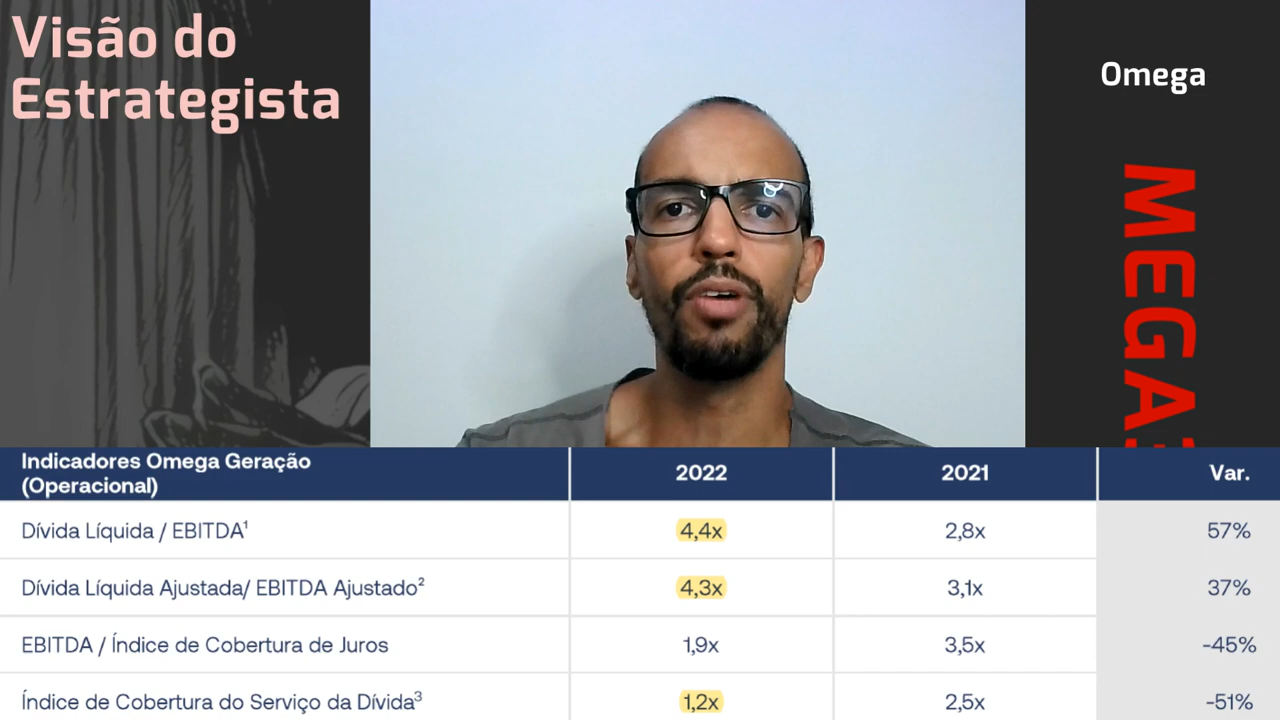 Visão do
Estrategista
Omega
MEGA3
Indicadores Omega Geração
(Operacional)
2022
2021
Var.
Dívida Líquida / EBITDA¹
4,4x
2,8x
57%
Dívida Líquida Ajustada/ EBITDA Ajustado²
4,3x
3,1x
37%
EBITDA / Índice de Cobertura de Juros
1,9x
3,5x
-45%
Índice de Cobertura do Serviço da Dívida³
1,2x
2,5x
-51%